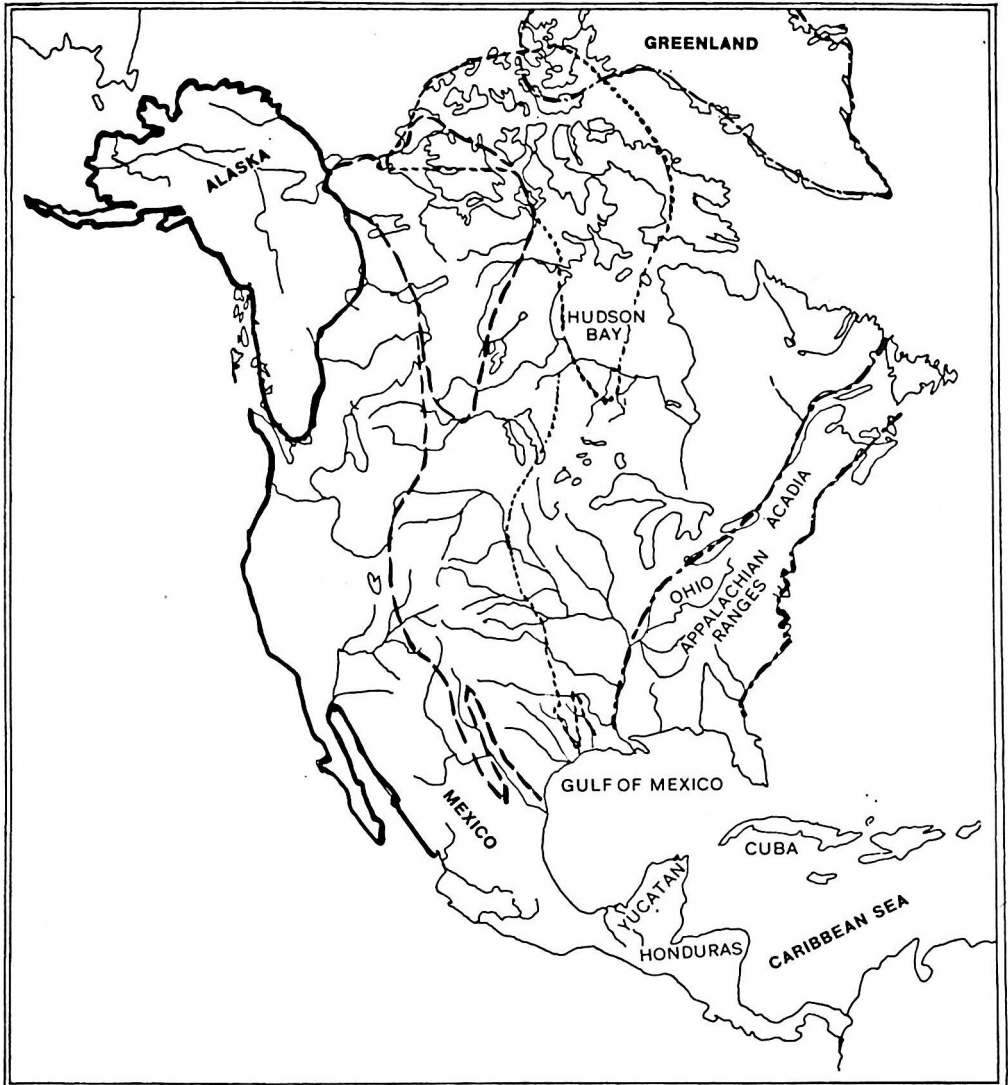 GREENLAND
ALASKA
HUDSON
BAY
ACADIA
OHIO
APPALACHIAN
RANGES
GULF OF MEXICO
MEXICO
CUBA
YUCATAN
HONDURAS
CARIBBEAN SEA